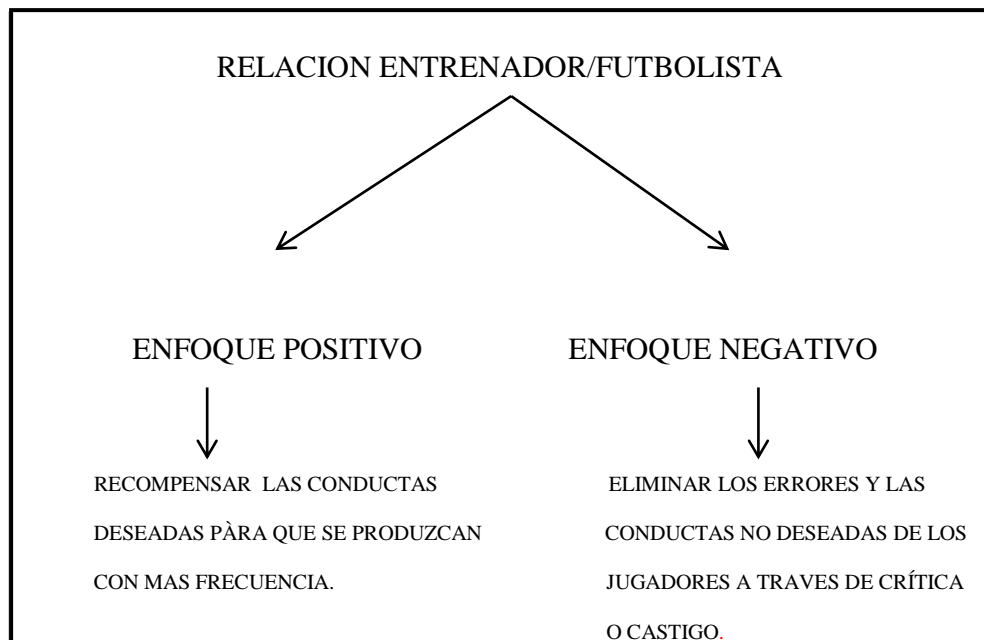 RELACION ENTRENADOR/FUTBOLISTA
ENFOQUE POSITIVO
RECOMPENSAR LAS CONDUCTAS
DESEADAS PÀRA QUE SE PRODUZCAN
CON MAS FRECUENCIA.
ENFOQUE NEGATIVO
ELIMINAR LOS ERRORES Y LAS
CONDUCTAS NO DESEADAS DE LOS
JUGADORES A TRAVES DE CRÍTICA
O CASTIGO.